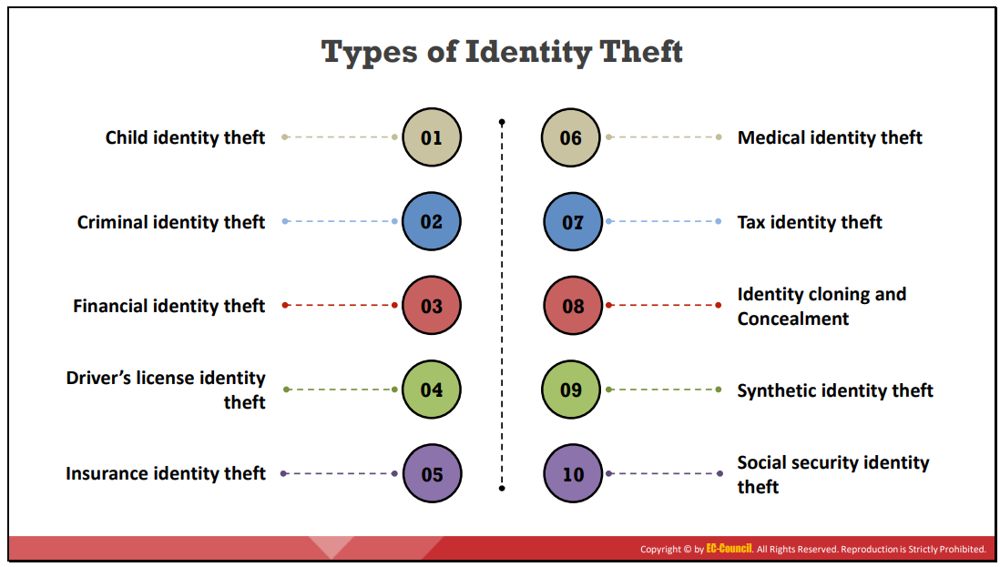 Types of Identity Theft
Child identity theft
01
Criminal identity theft
02
Financial identity theft
03
Driver’s license identity
theft
04
Insurance identity theft
05
06
Medical identity theft
07
Tax identity theft
08
Identity cloning and
Concealment
09
Synthetic identity theft
10
Social security identity
theft
Copyright © by EC-Council. All Rights Reserved. Reproduction is Strictly Prohibited.